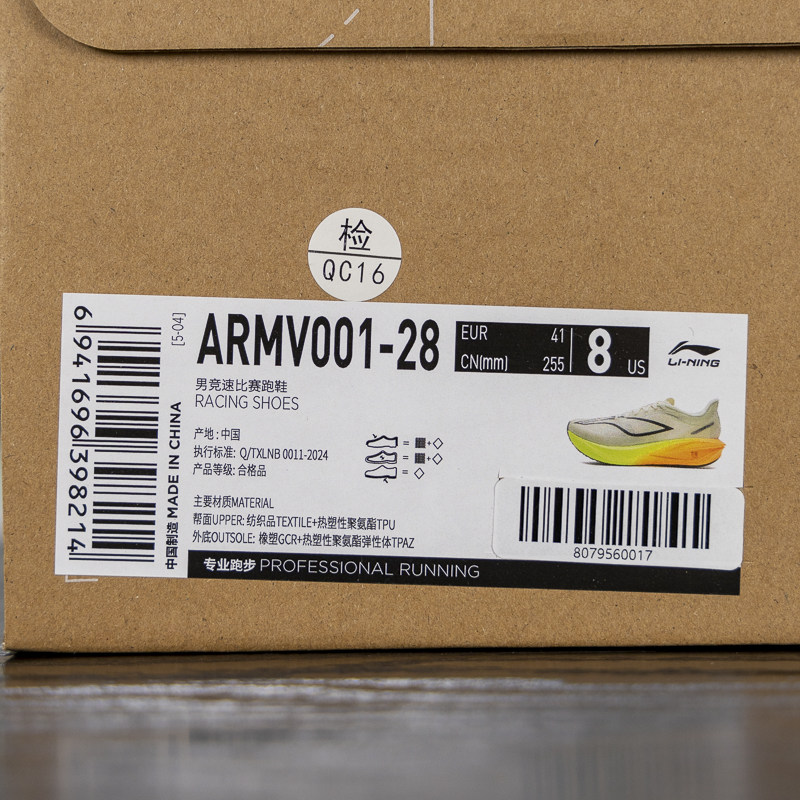 检
QC16
6941696398214
[5-04]
中国制造 MADE IN CHINA
ARMV001-28
EUR 41
CN(mm) 255
8 US
LI-NING
男竞速比赛跑鞋
RACING SHOES
产地: 中国
执行标准: Q/TXLNB 0011-2024
产品等级: 合格品
主要材质MATERIAL
帮面UPPER: 纺织品TEXTILE+热塑性聚氨酯TPU
外底OUTSOLE: 橡塑GCR+热塑性聚氨酯弹性体TPAZ
8079560017
专业跑步 PROFESSIONAL RUNNING